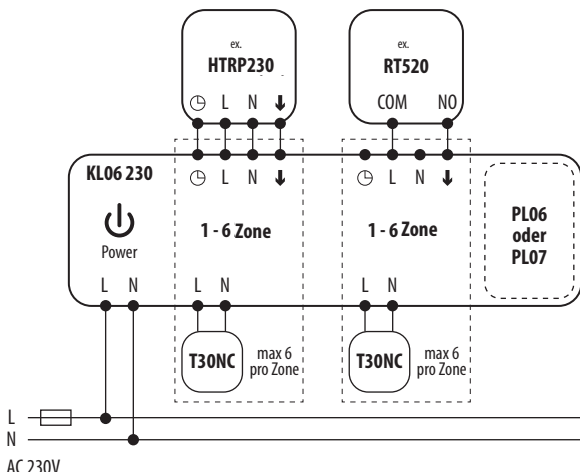 ex.
HTRP230
L N ↓
ex.
RT520
COM NO
KL06 230
L N ↓
L N ↓
Power
1 - 6 Zone
1 - 6 Zone
PL06
oder
PL07
L N
L N
L N
T30NC
max 6
pro Zone
T30NC
max 6
pro Zone
L
N
AC 230V